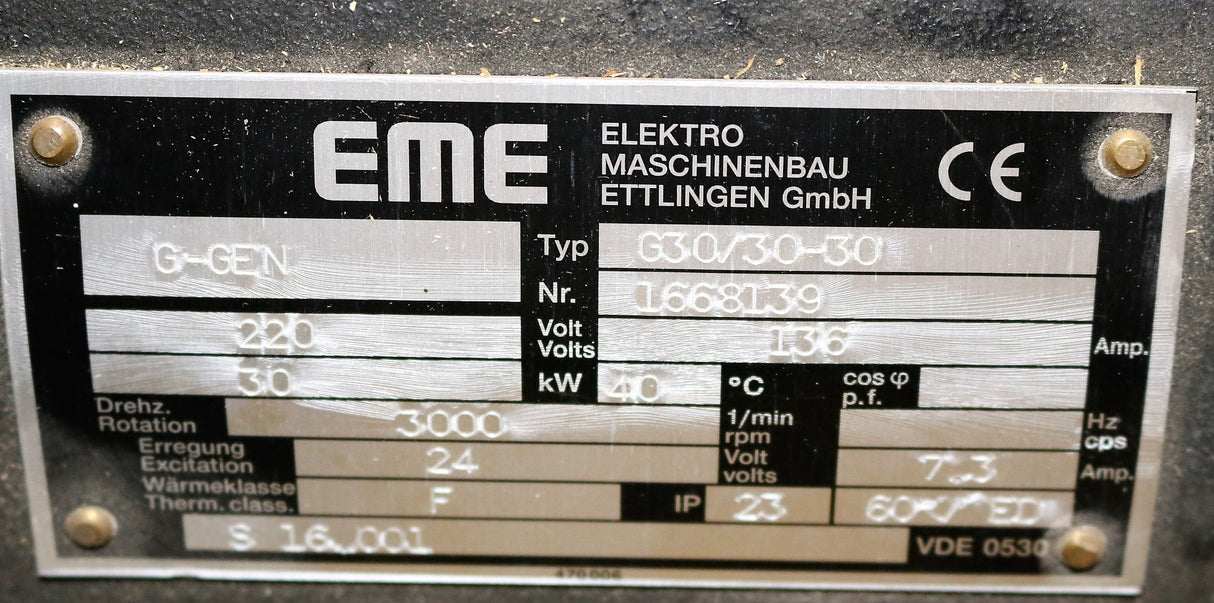 EME
ELEKTRO
MASCHINENBAU
ETTLINGEN GmbH
CE
G-GEN Typ G30/30-30
Nr. 1668139
220 Volt Volts 136 Amp.
30 kW 40 °C cos φ p.f.
Drehz. Rotation 3000 1/min rpm Hz cps
Erregung Excitation 24 Volt volts 7.3 Amp.
Wärmeklasse Therm. class. F IP 23 ED
S VDE 0530
470006